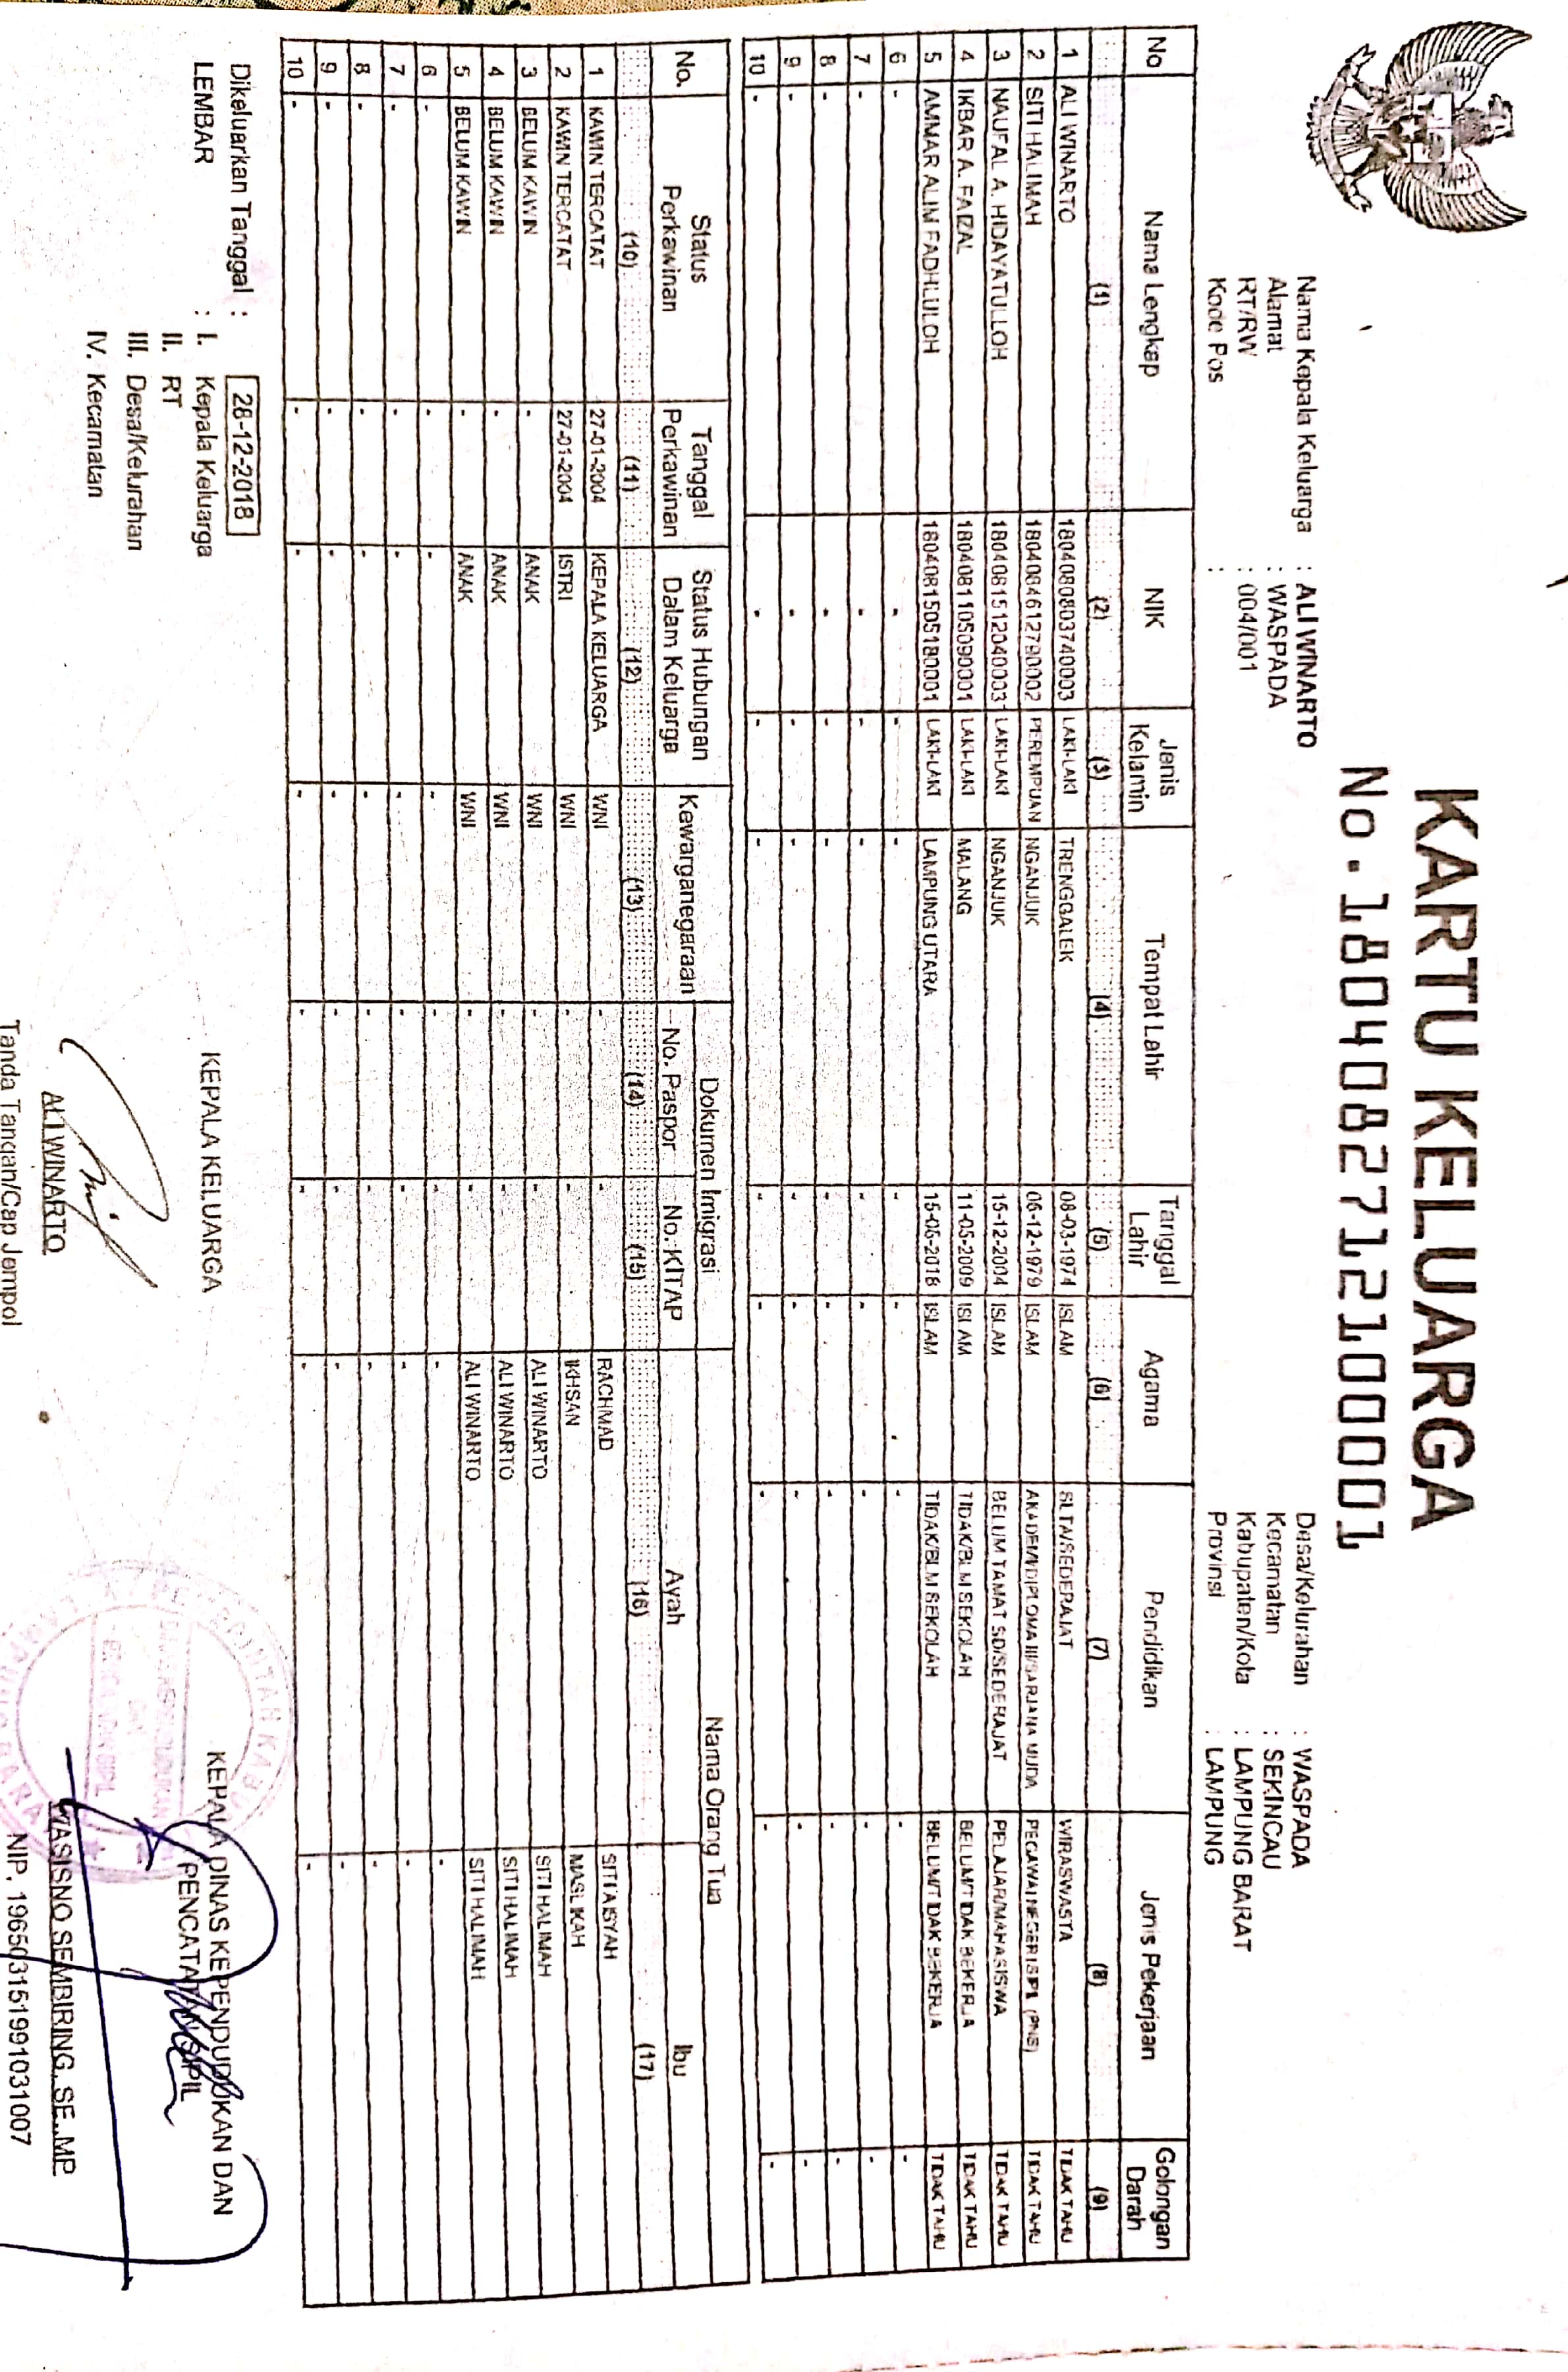 KARTU KELUARGA
No. 1804082712100001
Nama Kepala Keluarga : ALI WINARTO
Alamat : WASPADA
RT/RW : 004/001
Kode Pos :
Desa/Kelurahan : WASPADA
Kecamatan : SEKINCAU
Kabupaten/Kota : LAMPUNG BARAT
Provinsi : LAMPUNG
No Nama Lengkap NIK Jenis Kelamin Tempat Lahir Tanggal Lahir Agama Pendidikan Jenis Pekerjaan Golongan Darah
(1) (2) (3) (4) (5) (6) (7) (8) (9)
1 ALI WINARTO 1804080803740003 LAKI-LAKI TRENGGALEK 08-03-1974 ISLAM SLTA/SEDERAJAT WIRASWASTA TIDAK TAHU
2 SITI HALIMAH 1804084612790002 PEREMPUAN NGANJUK 06-12-1979 ISLAM AKADEMI/DIPLOMA III/SARJANA MUDA PEGAWAI NEGERI SIPIL (PNS) TIDAK TAHU
3 NAUFAL A. HIDAYATULLOH 1804081512040003 LAKI-LAKI NGANJUK 15-12-2004 ISLAM BELUM TAMAT SD/SEDERAJAT PELAJAR/MAHASISWA TIDAK TAHU
4 IKBAR A. FAIZAL 1804081105090001 LAKI-LAKI MALANG 11-05-2009 ISLAM TIDAK/BLM SEKOLAH BELUM/TIDAK BEKERJA TIDAK TAHU
5 AMMAR ALIM FADHLULOH 1804081505180001 LAKI-LAKI LAMPUNG UTARA 15-05-2018 ISLAM TIDAK/BLM SEKOLAH BELUM/TIDAK BEKERJA TIDAK TAHU
6 - - - - - - - - -
7 - - - - - - - - -
8 - - - - - - - - -
9 - - - - - - - - -
10 - - - - - - - - -
No. Status Perkawinan Tanggal Perkawinan Status Hubungan Dalam Keluarga Kewarganegaraan Dokumen Imigrasi Nama Orang Tua
No. Paspor No. KITAP Ayah Ibu
(10) (11) (12) (13) (14) (15) (16) (17)
1 KAWIN TERCATAT 27-01-2004 KEPALA KELUARGA WNI - - RACHMAD SITI AISYAH
2 KAWIN TERCATAT 27-01-2004 ISTRI WNI - - IKHSAN MASLIKAH
3 BELUM KAWIN - ANAK WNI - - ALI WINARTO SITI HALIMAH
4 BELUM KAWIN - ANAK WNI - - ALI WINARTO SITI HALIMAH
5 BELUM KAWIN - ANAK WNI - - ALI WINARTO SITI HALIMAH
6 - - - - - - - -
7 - - - - - - - -
8 - - - - - - - -
9 - - - - - - - -
10 - - - - - - - -
Dikeluarkan Tanggal : 28-12-2018
LEMBAR : I. Kepala Keluarga
II. RT
III. Desa/Kelurahan
IV. Kecamatan
KEPALA KELUARGA
ALI WINARTO
Tanda Tangan/Cap Jempol
KEPALA DINAS KEPENDUDUKAN DAN
PENCATATAN SIPIL
WASISNO SEMBIRING, SE.,MP
NIP. 196503151991031007